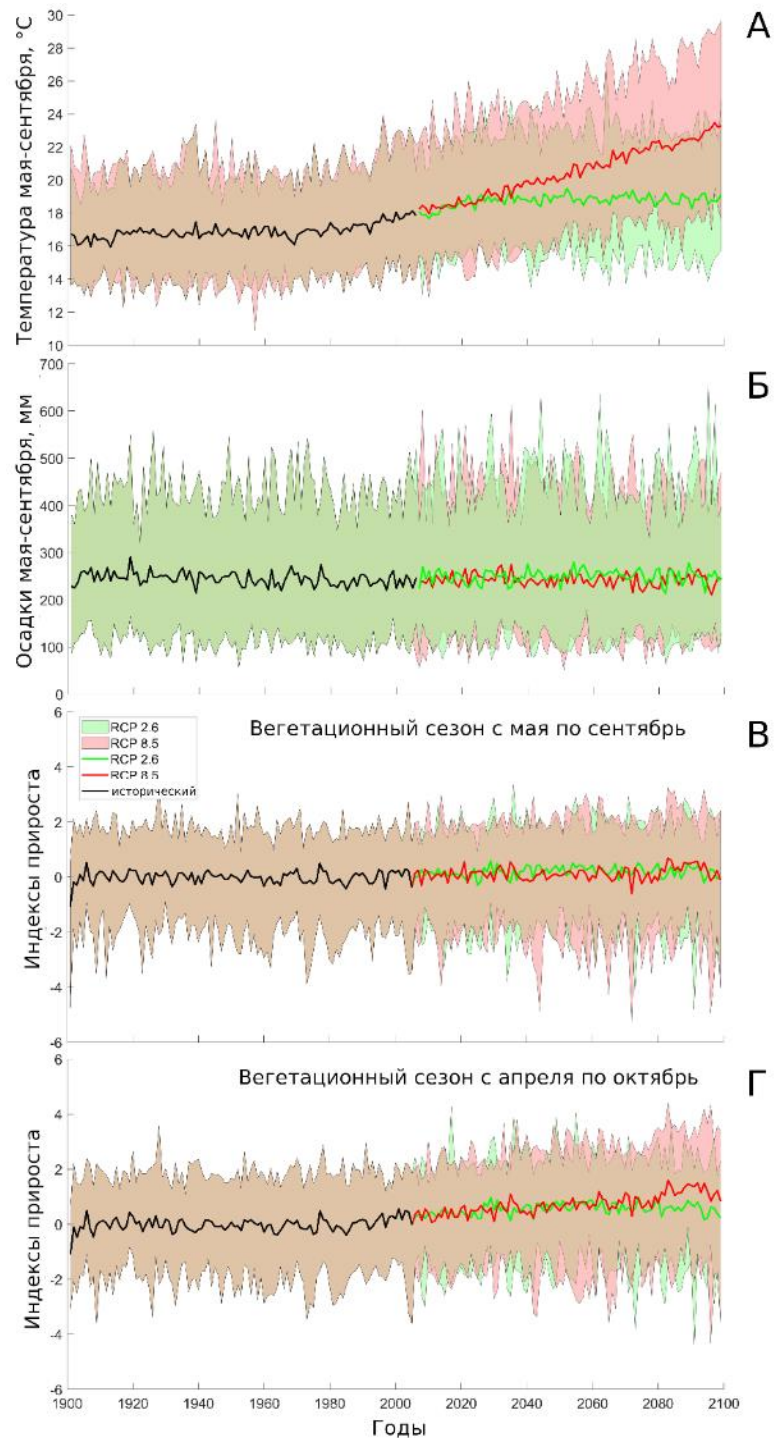 А
Температура мая-сентября, °C
30
28
26
24
22
20
18
16
14
12
10
Б
Осадки мая-сентября, мм
700
600
500
400
300
200
100
0
В
Вегетационный сезон с мая по сентябрь
RCP 2.6
RCP 8.5
RCP 2.6
RCP 8.5
исторический
Индексы прироста
6
4
2
0
-2
-4
-6
Г
Вегетационный сезон с апреля по октябрь
Индексы прироста
6
4
2
0
-2
-4
-6
1900 1920 1940 1960 1980 2000 2020 2040 2060 2080 2100
Годы